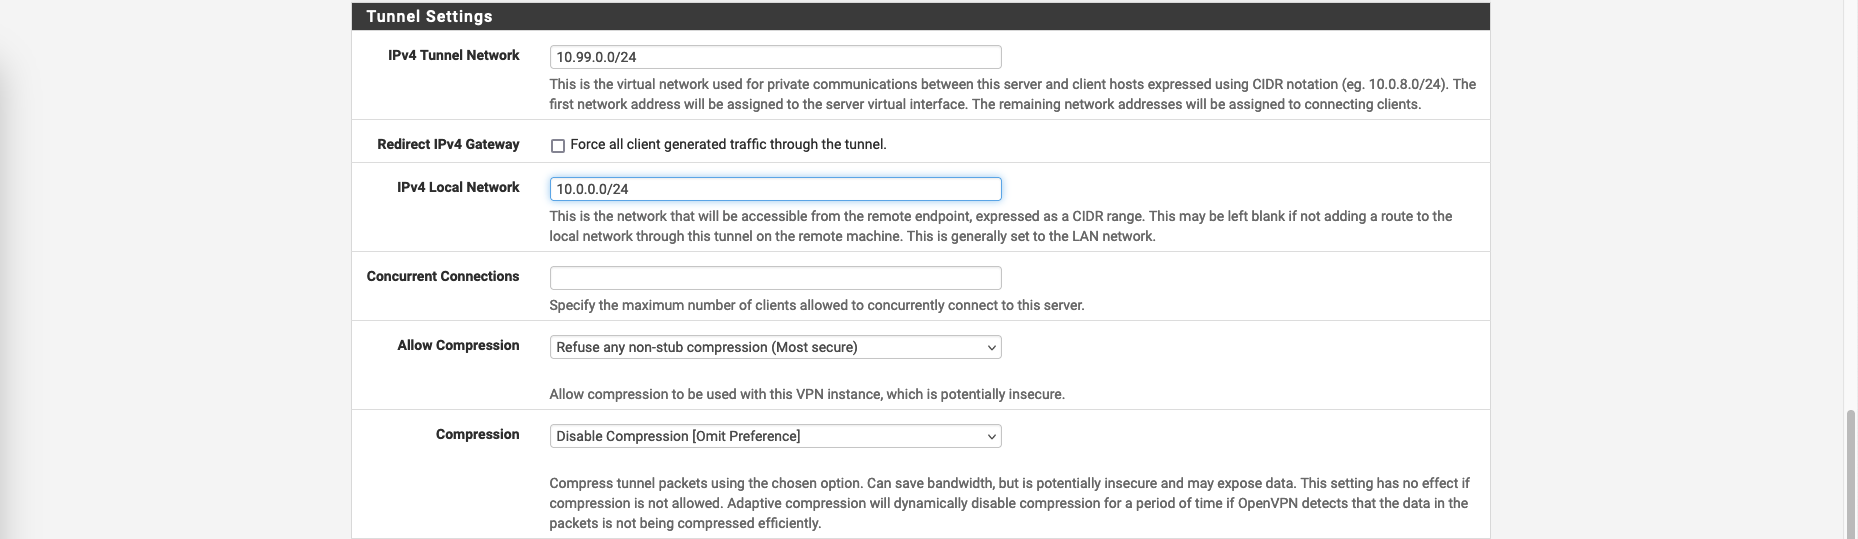 Tunnel Settings
IPv4 Tunnel Network
10.99.0.0/24
This is the virtual network used for private communications between this server and client hosts expressed using CIDR notation (eg. 10.0.8.0/24). The
first network address will be assigned to the server virtual interface. The remaining network addresses will be assigned to connecting clients.
Redirect IPv4 Gateway
Force all client generated traffic through the tunnel.
IPv4 Local Network
10.0.0.0/24
This is the network that will be accessible from the remote endpoint, expressed as a CIDR range. This may be left blank if not adding a route to the
local network through this tunnel on the remote machine. This is generally set to the LAN network.
Concurrent Connections
Specify the maximum number of clients allowed to concurrently connect to this server.
Allow Compression
Refuse any non-stub compression (Most secure)
Allow compression to be used with this VPN instance, which is potentially insecure.
Compression
Disable Compression [Omit Preference]
Compress tunnel packets using the chosen option. Can save bandwidth, but is potentially insecure and may expose data. This setting has no effect if
compression is not allowed. Adaptive compression will dynamically disable compression for a period of time if OpenVPN detects that the data in the
packets is not being compressed efficiently.